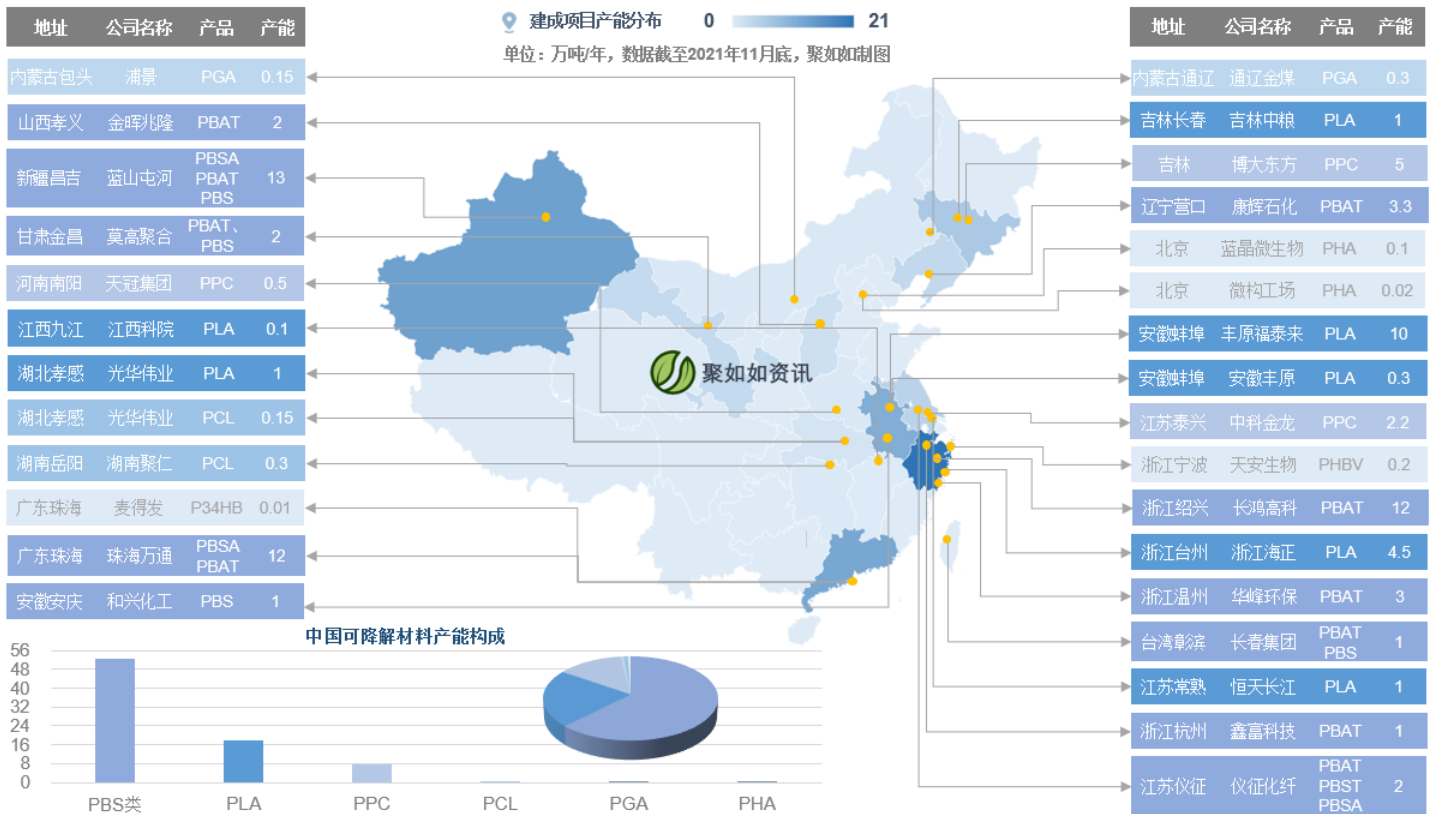 建成项目产能分布 0 21
单位：万吨/年，数据截至2021年11月底，聚如如制图
地址 公司名称 产品 产能
内蒙古包头 浦景 PGA 0.15
山西孝义 金晖兆隆 PBAT 2
新疆昌吉 蓝山屯河 PBSA PBAT PBS 13
甘肃金昌 莫高聚合 PBAT、PBS 2
河南南阳 天冠集团 PPC 0.5
江西九江 江西科院 PLA 0.1
湖北孝感 光华伟业 PLA 1
湖北孝感 光华伟业 PCL 0.15
湖南岳阳 湖南聚仁 PCL 0.3
广东珠海 麦得发 P34HB 0.01
广东珠海 珠海万通 PBSA PBAT 12
安徽安庆 和兴化工 PBS 1
聚如如资讯
地址 公司名称 产品 产能
内蒙古通辽 通辽金煤 PGA 0.3
吉林长春 吉林中粮 PLA 1
吉林 博大东方 PPC 5
辽宁营口 康辉石化 PBAT 3.3
北京 蓝晶微生物 PHA 0.1
北京 微构工场 PHA 0.02
安徽蚌埠 丰原福泰来 PLA 10
安徽蚌埠 安徽丰原 PLA 0.3
江苏泰兴 中科金龙 PPC 2.2
浙江宁波 天安生物 PHBV 0.2
浙江绍兴 长鸿高科 PBAT 12
浙江台州 浙江海正 PLA 4.5
浙江温州 华峰环保 PBAT 3
台湾彰滨 长春集团 PBAT PBS 1
江苏常熟 恒天长江 PLA 1
浙江杭州 鑫富科技 PBAT 1
江苏仪征 仪征化纤 PBAT PBST PBSA 2
中国可降解材料产能构成
56
48
40
32
24
16
8
0
PBS类 PLA PPC PCL PGA PHA